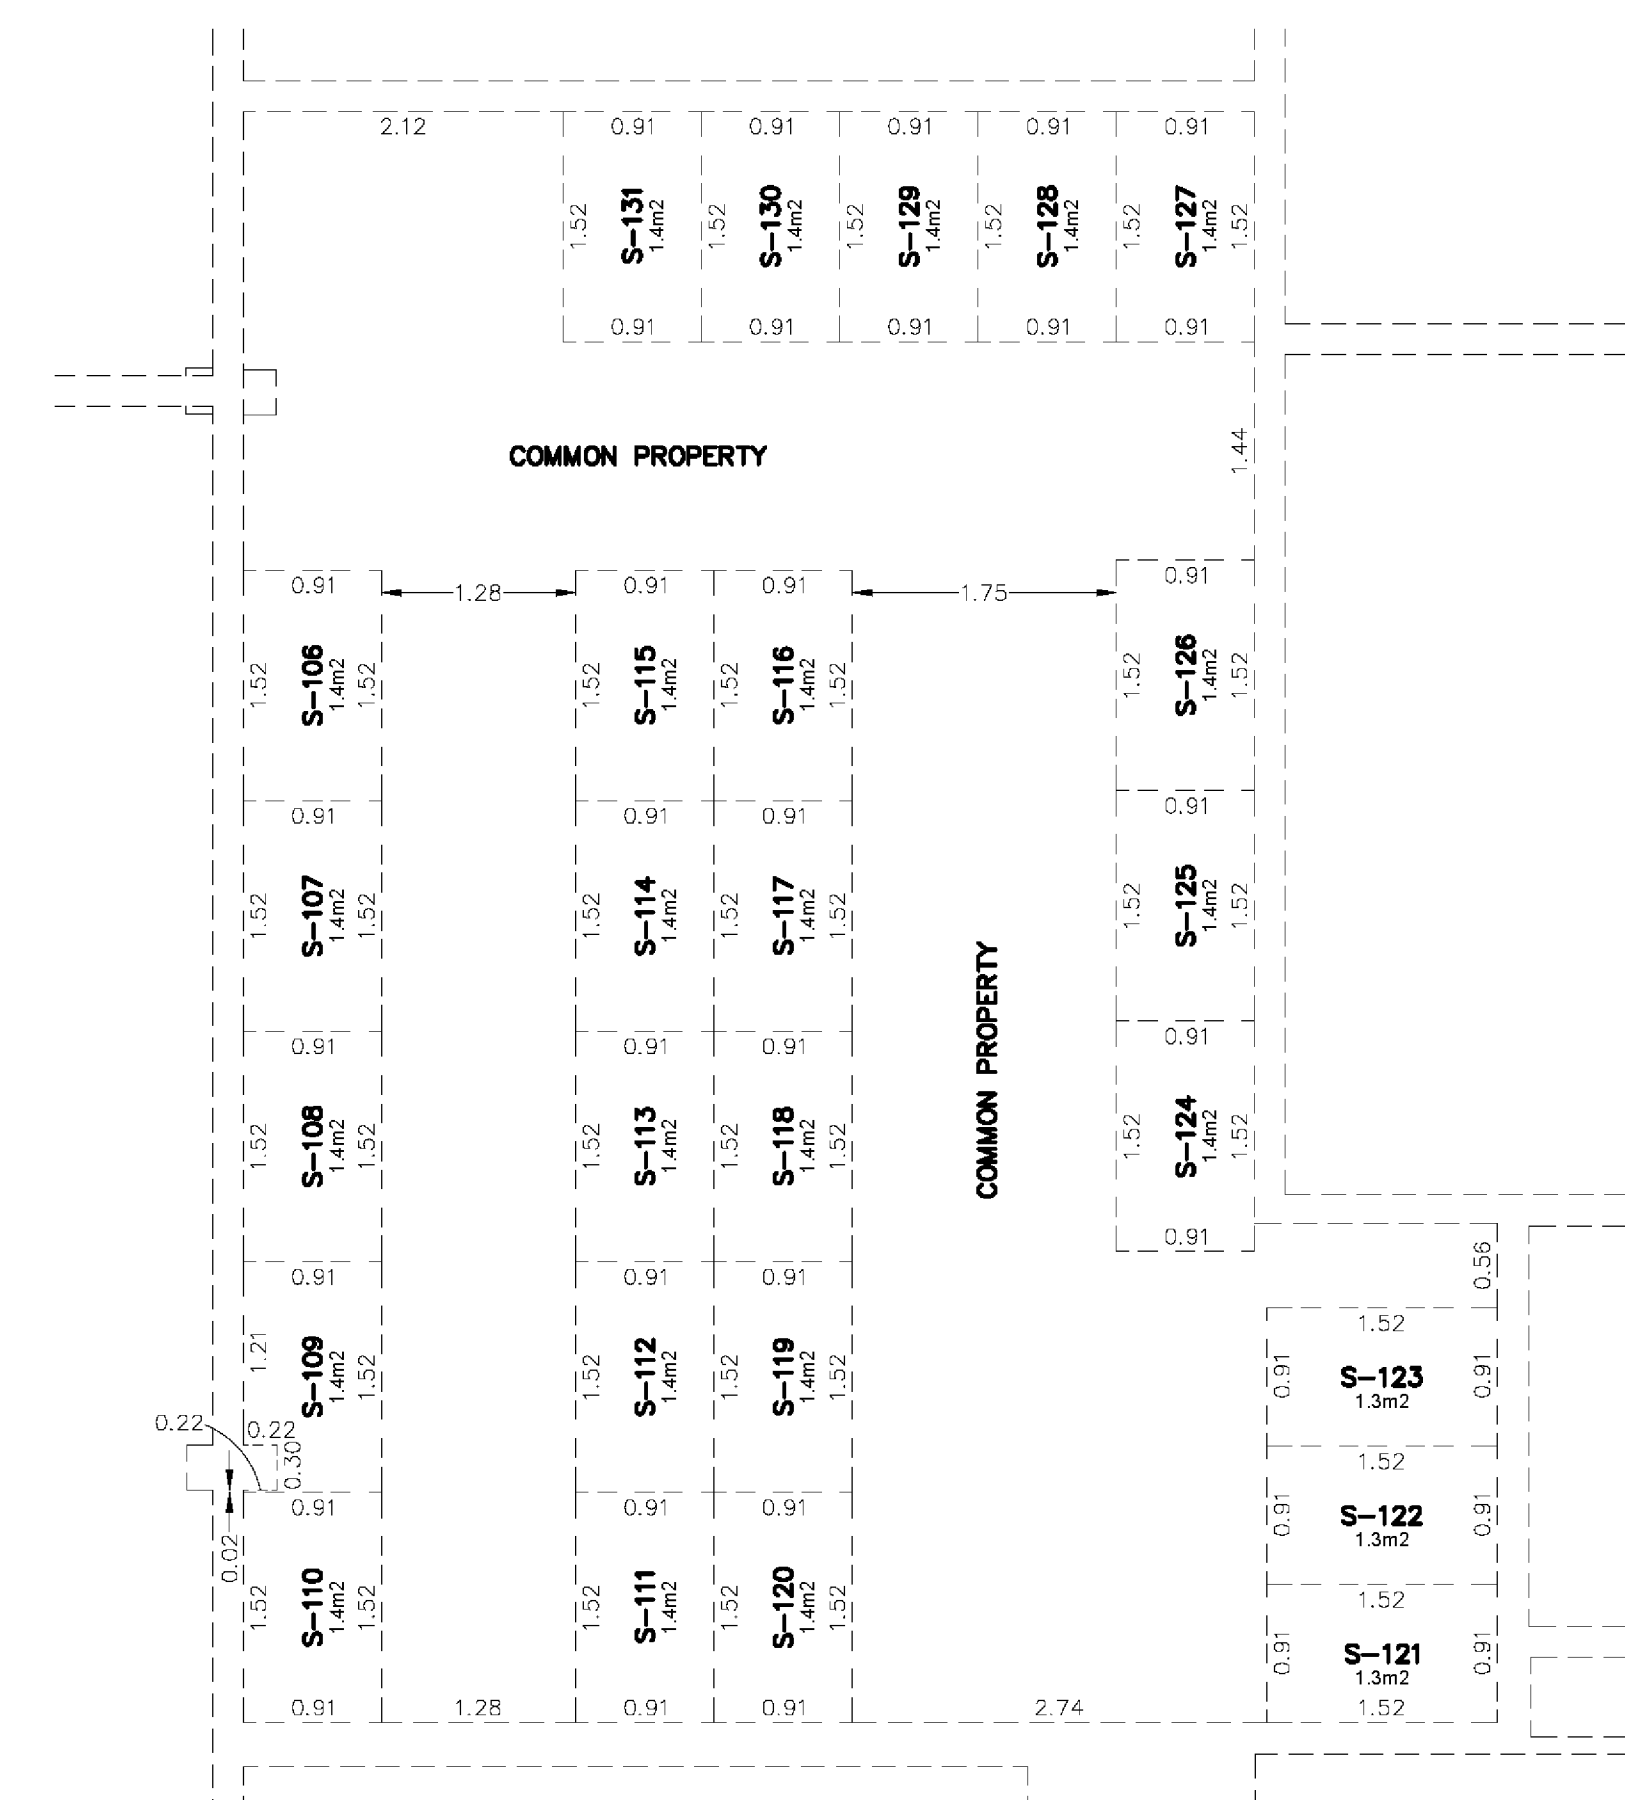 2.12
0.91
0.91
0.91
0.91
0.91
1.52
S-131
1.4m2
1.52
S-130
1.4m2
1.52
S-129
1.4m2
1.52
S-128
1.4m2
1.52
S-127
1.4m2
1.52
0.91
0.91
0.91
0.91
0.91
COMMON PROPERTY
1.44
0.91
1.28
0.91
0.91
1.75
0.91
1.52
S-106
1.4m2
1.52
1.52
S-115
1.4m2
1.52
S-116
1.4m2
1.52
1.52
S-126
1.4m2
1.52
0.91
0.91
0.91
0.91
1.52
S-107
1.4m2
1.52
1.52
S-114
1.4m2
1.52
S-117
1.4m2
1.52
1.52
S-125
1.4m2
1.52
COMMON PROPERTY
0.91
0.91
0.91
0.91
1.52
S-108
1.4m2
1.52
1.52
S-113
1.4m2
1.52
S-118
1.4m2
1.52
1.52
S-124
1.4m2
1.52
0.91
0.56
0.91
0.91
0.91
1.21
S-109
1.4m2
1.52
1.52
S-112
1.4m2
1.52
S-119
1.4m2
1.52
1.52
0.91
S-123
1.3m2
0.91
0.22
0.22
0.30
0.02
0.91
0.91
0.91
1.52
0.91
S-122
1.3m2
0.91
1.52
S-110
1.4m2
1.52
1.52
S-111
1.4m2
1.52
S-120
1.4m2
1.52
1.52
0.91
S-121
1.3m2
0.91
0.91
1.28
0.91
0.91
2.74
1.52